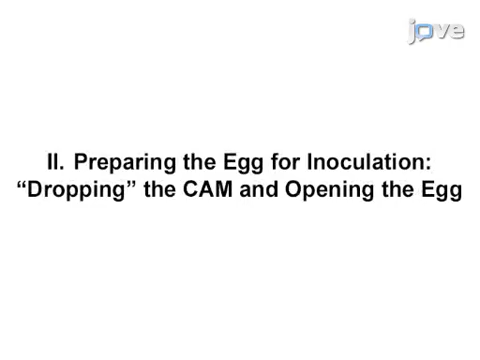 jove
II. Preparing the Egg for Inoculation:
“Dropping” the CAM and Opening the Egg